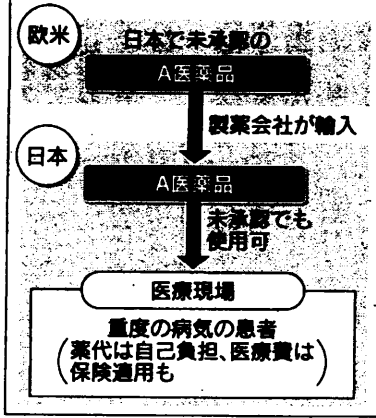 欧米
日本で未承認の
A医薬品
製薬会社が輸入
日本
A医薬品
未承認でも
使用可
医療現場
重度の病気の患者
(薬代は自己負担、医療費は
保険適用も)